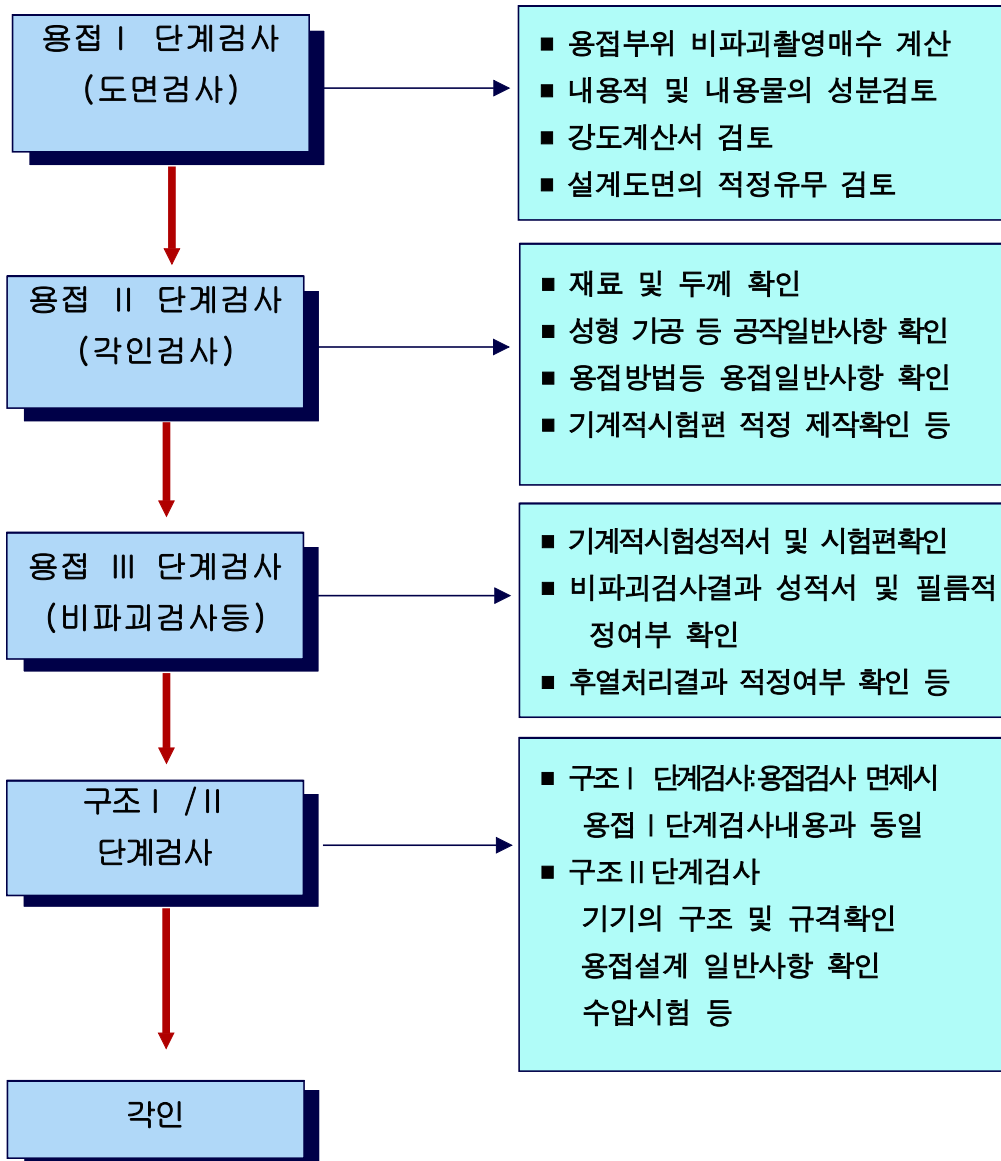 용접Ⅰ 단계검사
(도면검사)
■ 용접부위 비파괴촬영매수 계산
■ 내용적 및 내용물의 성분검토
■ 강도계산서 검토
■ 설계도면의 적정유무 검토
용접 Ⅱ 단계검사
(각인검사)
■ 재료 및 두께 확인
■ 성형 가공 등 공작일반사항 확인
■ 용접방법등 용접일반사항 확인
■ 기계적시험편 적정 제작확인 등
용접 Ⅲ 단계검사
(비파괴검사등)
■ 기계적시험성적서 및 시험편확인
■ 비파괴검사결과 성적서 및 필름적
정여부 확인
■ 후열처리결과 적정여부 확인 등
구조Ⅰ /Ⅱ
단계검사
■ 구조Ⅰ 단계검사:용접검사 면제시
용접Ⅰ단계검사내용과 동일
■ 구조Ⅱ단계검사
기기의 구조 및 규격확인
용접설계 일반사항 확인
수압시험 등
각인